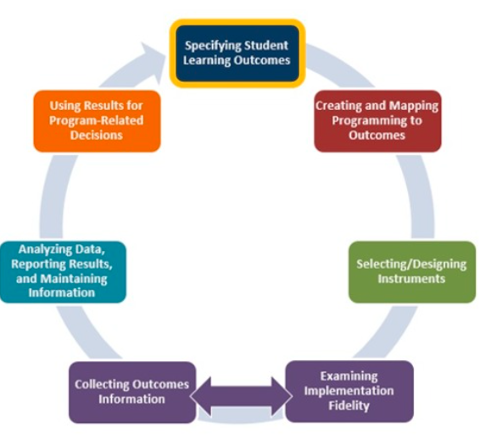 Specifying Student
Learning Outcomes
Creating and Mapping
Programming to
Outcomes
Selecting/Designing
Instruments
Examining
Implementation
Fidelity
Collecting Outcomes
Information
Analyzing Data,
Reporting Results,
and Maintaining
Information
Using Results for
Program-Related
Decisions